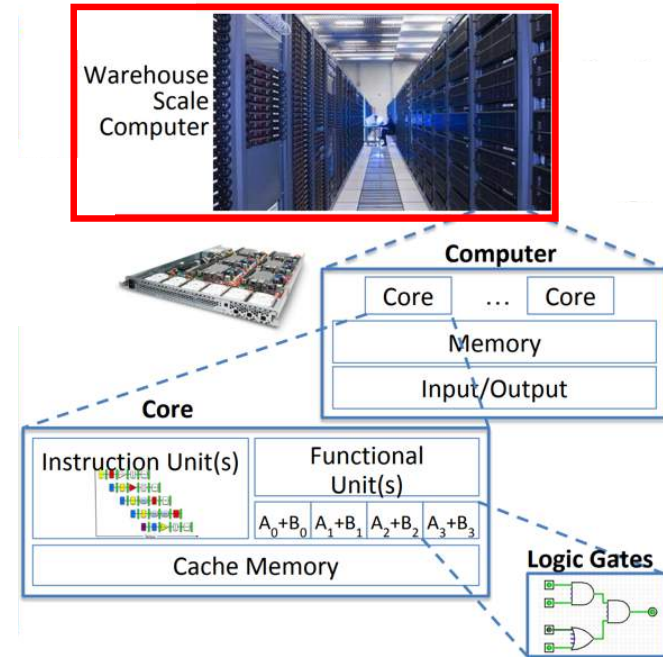 Warehouse
Scale
Computer
Computer
Core … Core
Memory
Input/Output
Core
Instruction Unit(s)
Functional
Unit(s)
A₀+B₀ A₁+B₁ A₂+B₂ A₃+B₃
Cache Memory
Logic Gates